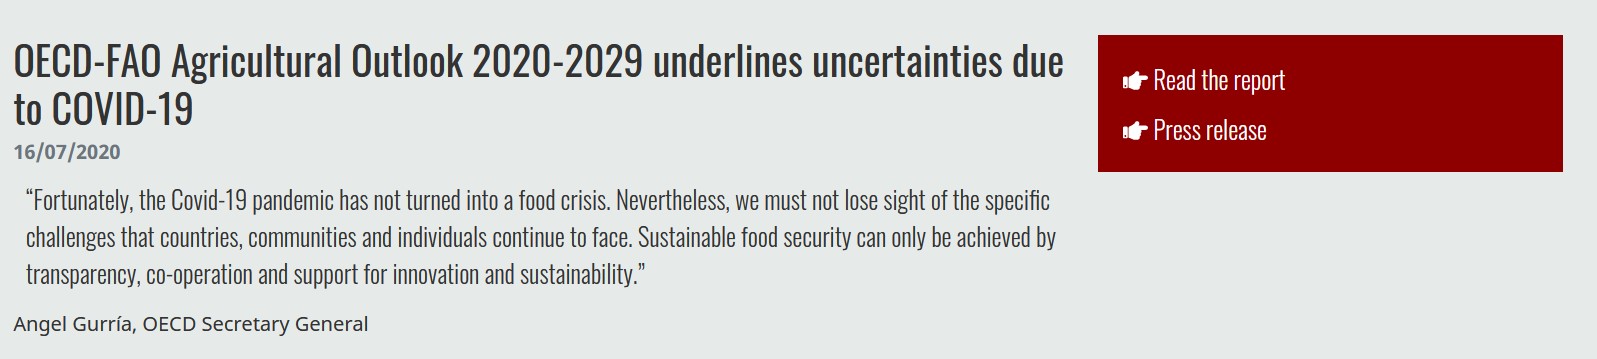 OECD-FAO Agricultural Outlook 2020-2029 underlines uncertainties due
to COVID-19
16/07/2020
“Fortunately, the Covid-19 pandemic has not turned into a food crisis. Nevertheless, we must not lose sight of the specific
challenges that countries, communities and individuals continue to face. Sustainable food security can only be achieved by
transparency, co-operation and support for innovation and sustainability.”
Angel Gurría, OECD Secretary General
Read the report
Press release